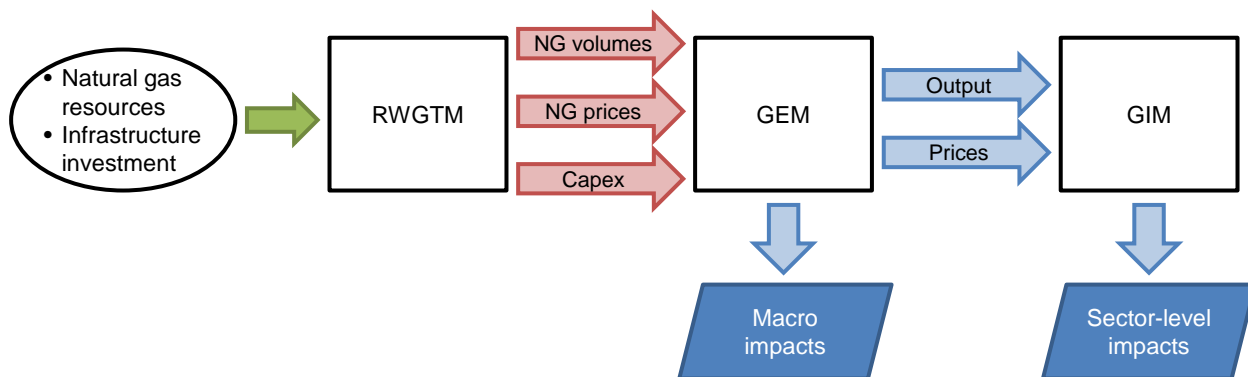 • Natural gas
resources
• Infrastructure
investment
RWGTM
NG volumes
NG prices
Capex
GEM
Output
Prices
GIM
Macro
impacts
Sector-level
impacts